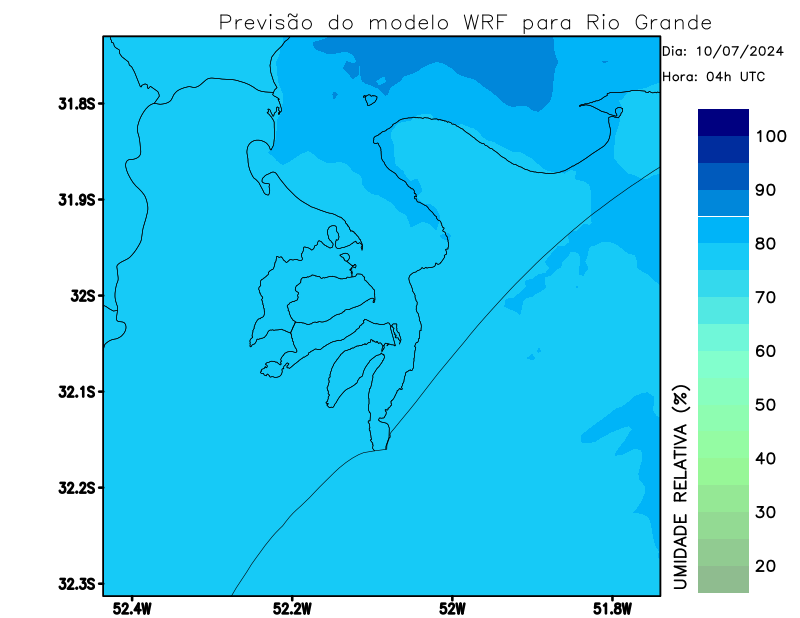 Previsão do modelo WRF para Rio Grande
Dia: 10/07/2024
Hora: 04h UTC
31.8S
31.9S
32S
32.1S
32.2S
32.3S
52.4W
52.2W
52W
51.8W
100
90
80
70
60
50
40
30
20
UMIDADE RELATIVA (%)